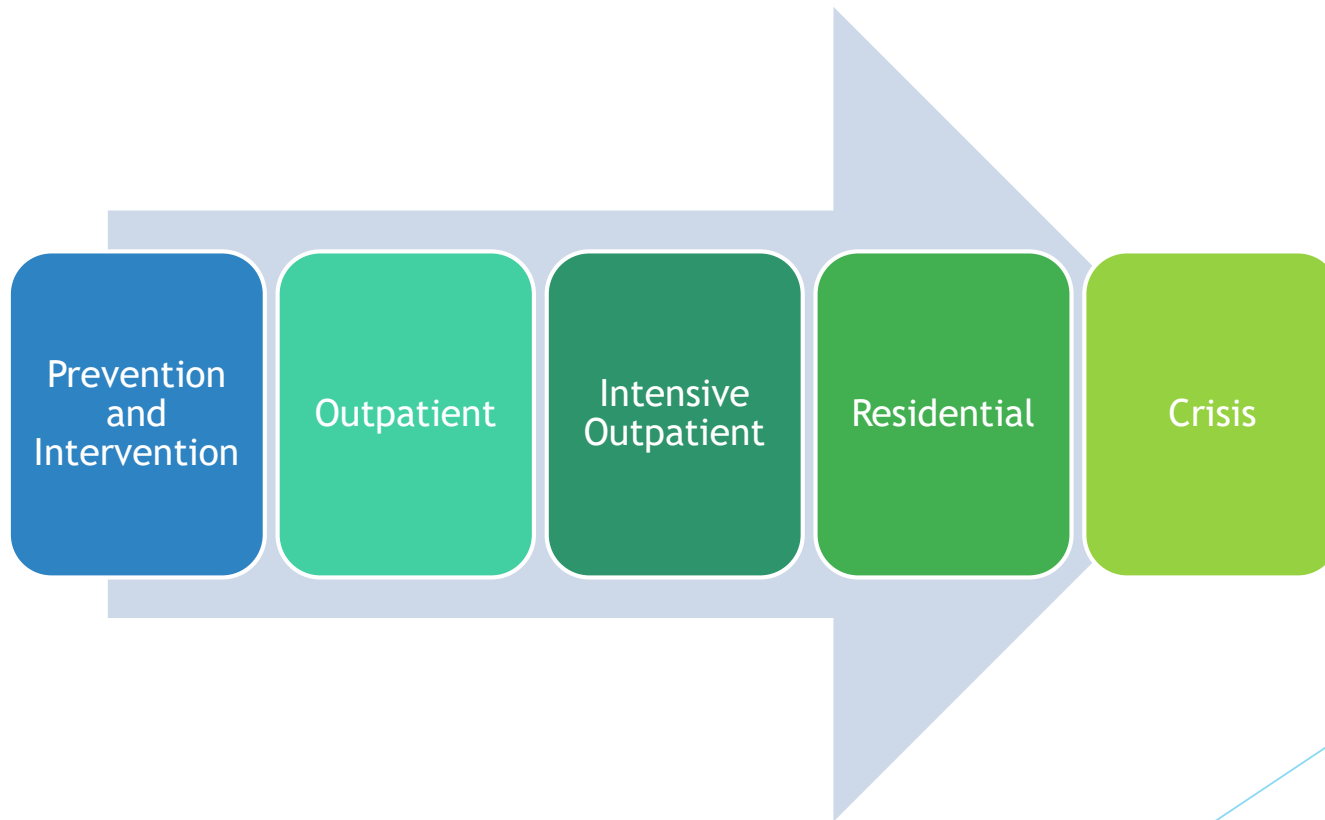 Prevention
and
Intervention
Outpatient
Intensive
Outpatient
Residential
Crisis